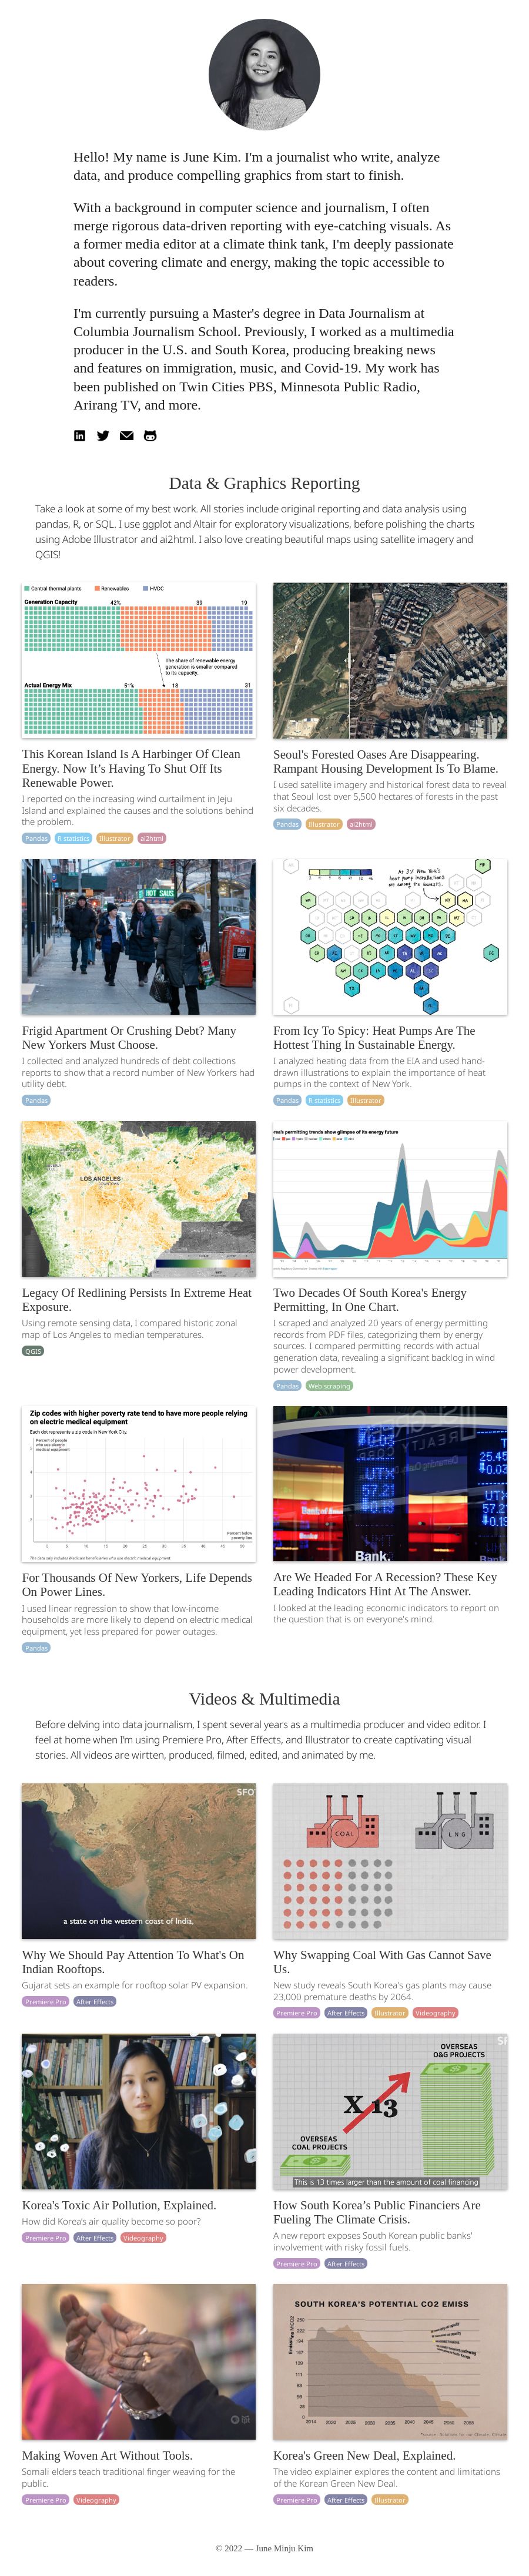 Hello! My name is June Kim. I'm a journalist who write, analyze
data, and produce compelling graphics from start to finish.
With a background in computer science and journalism, I often
merge rigorous data-driven reporting with eye-catching visuals. As
a former media editor at a climate think tank, I'm deeply passionate
about covering climate and energy, making the topic accessible to
readers.
I'm currently pursuing a Master's degree in Data Journalism at
Columbia Journalism School. Previously, I worked as a multimedia
producer in the U.S. and South Korea, producing breaking news
and features on immigration, music, and Covid-19. My work has
been published on Twin Cities PBS, Minnesota Public Radio,
Arirang TV, and more.
Data & Graphics Reporting
Take a look at some of my best work. All stories include original reporting and data analysis using
pandas, R, or SQL. I use ggplot and Altair for exploratory visualizations, before polishing the charts
using Adobe Illustrator and ai2html. I also love creating beautiful maps using satellite imagery and
QGIS!
Central thermal plants Renewables HVDC
Generation Capacity 42% 39 19
The share of renewable energy
generation is smaller compared
to its capacity.
Actual Energy Mix 51% 18 31
This Korean Island Is A Harbinger Of Clean
Energy. Now It’s Having To Shut Off Its
Renewable Power.
I reported on the increasing wind curtailment in Jeju
Island and explained the causes and the solutions behind
the problem.
Pandas R statistics Illustrator ai2html
Seoul's Forested Oases Are Disappearing.
Rampant Housing Development Is To Blame.
I used satellite imagery and historical forest data to reveal
that Seoul lost over 5,500 hectares of forests in the past
six decades.
Pandas Illustrator ai2html
HOT SAUS
Frigid Apartment Or Crushing Debt? Many
New Yorkers Must Choose.
I collected and analyzed hundreds of debt collections
reports to show that a record number of New Yorkers had
utility debt.
Pandas
At 3% New York's
heat pump installations
are among the lowest.
From Icy To Spicy: Heat Pumps Are The
Hottest Thing In Sustainable Energy.
I analyzed heating data from the EIA and used hand-
drawn illustrations to explain the importance of heat
pumps in the context of New York.
Pandas R statistics Illustrator
LOS ANGELES
Legacy Of Redlining Persists In Extreme Heat
Exposure.
Using remote sensing data, I compared historic zonal
map of Los Angeles to median temperatures.
QGIS
rea's permitting trends show glimpse of its energy future
Two Decades Of South Korea's Energy
Permitting, In One Chart.
I scraped and analyzed 20 years of energy permitting
records from PDF files, categorizing them by energy
sources. I compared permitting records with actual
generation data, revealing a significant backlog in wind
power development.
Pandas Web scraping
Zip codes with higher poverty rate tend to have more people relying
on electric medical equipment
Each dot represents a zip code in New York City.
Percent of people
who use electric
medical equipment
Percent below
poverty line
For Thousands Of New Yorkers, Life Depends
On Power Lines.
I used linear regression to show that low-income
households are more likely to depend on electric medical
equipment, yet less prepared for power outages.
Pandas
UTX
57.21
Bank.
Are We Headed For A Recession? These Key
Leading Indicators Hint At The Answer.
I looked at the leading economic indicators to report on
the question that is on everyone's mind.
Videos & Multimedia
Before delving into data journalism, I spent several years as a multimedia producer and video editor. I
feel at home when I'm using Premiere Pro, After Effects, and Illustrator to create captivating visual
stories. All videos are wirtten, produced, filmed, edited, and animated by me.
SFO
a state on the western coast of India,
Why We Should Pay Attention To What's On
Indian Rooftops.
Gujarat sets an example for rooftop solar PV expansion.
Premiere Pro After Effects
COAL LNG
Why Swapping Coal With Gas Cannot Save
Us.
New study reveals South Korea's gas plants may cause
23,000 premature deaths by 2064.
Premiere Pro After Effects Illustrator Videography
Korea's Toxic Air Pollution, Explained.
How did Korea’s air quality become so poor?
Premiere Pro After Effects Videography
OVERSEAS
O&G PROJECTS
X 13
OVERSEAS
COAL PROJECTS
This is 13 times larger than the amount of coal financing
How South Korea’s Public Financiers Are
Fueling The Climate Crisis.
A new report exposes South Korean public banks'
involvement with risky fossil fuels.
Premiere Pro After Effects
Making Woven Art Without Tools.
Somali elders teach traditional finger weaving for the
public.
Premiere Pro Videography
SOUTH KOREA'S POTENTIAL CO2 EMISS
Korea's Green New Deal, Explained.
The video explainer explores the content and limitations
of the Korean Green New Deal.
Premiere Pro After Effects Illustrator
© 2022 — June Minju Kim